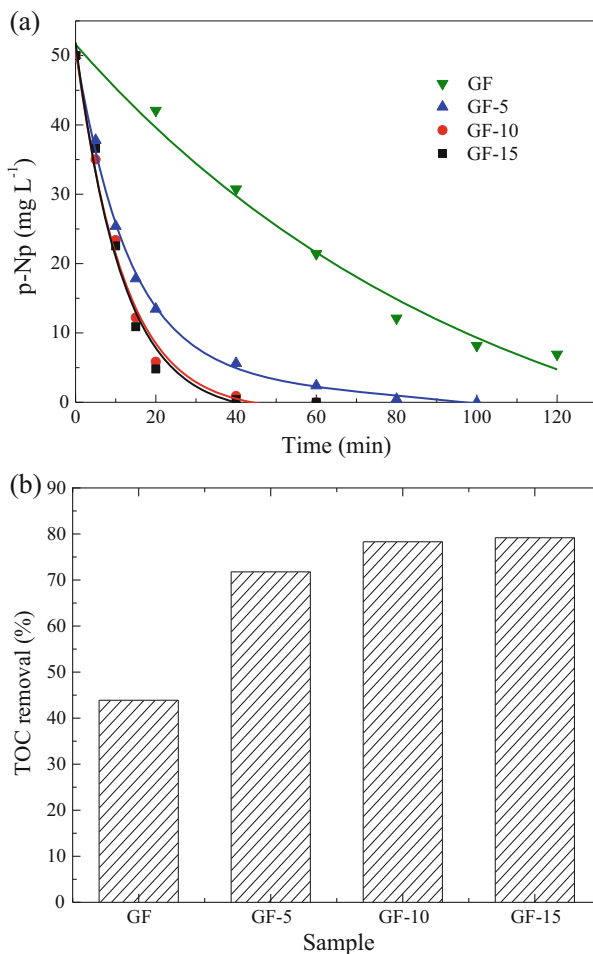 (a)
50
40
30
20
10
0
p-Np (mg L⁻¹)
GF
GF-5
GF-10
GF-15
0 20 40 60 80 100 120
Time (min)
(b)
90
80
70
60
50
40
30
20
10
0
TOC removal (%)
GF GF-5 GF-10 GF-15
Sample